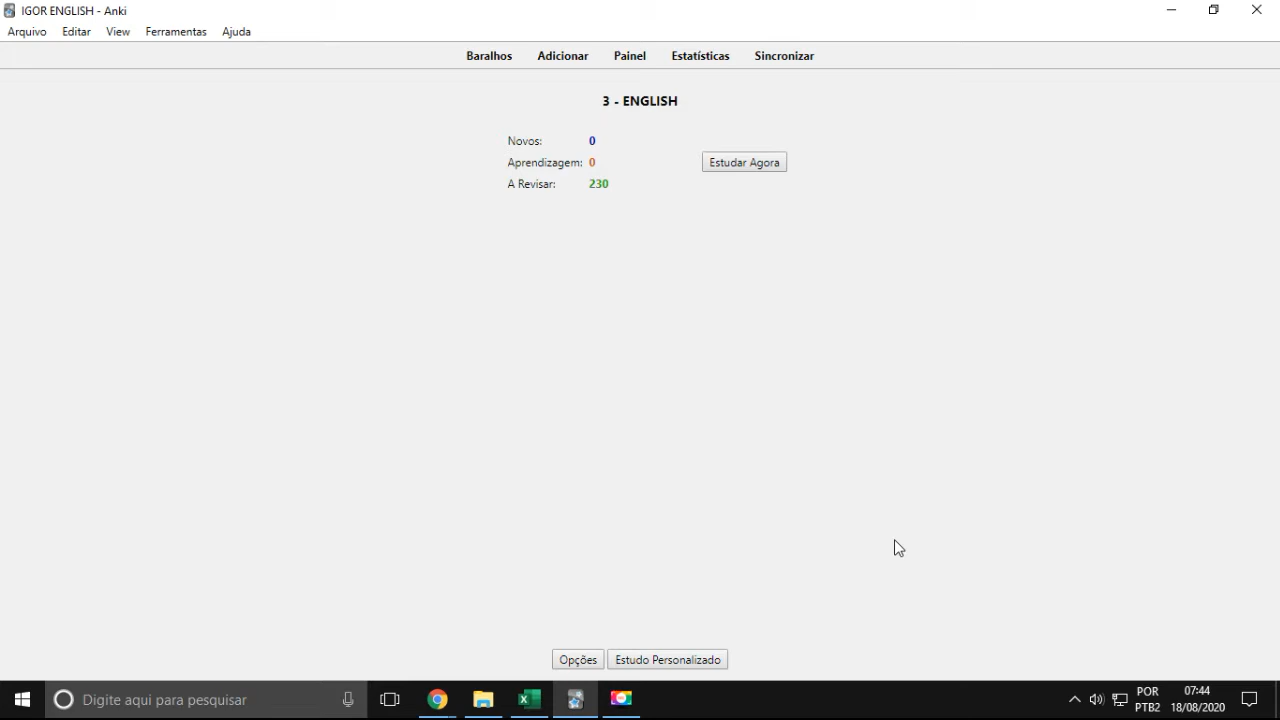 IGOR ENGLISH - Anki
Arquivo Editar View Ferramentas Ajuda
Baralhos Adicionar Painel Estatísticas Sincronizar
3 - ENGLISH
Novos: 0
Aprendizagem: 0
Estudar Agora
A Revisar: 230
Opções Estudo Personalizado
Digite aqui para pesquisar
POR
PTB2
07:44
18/08/2020